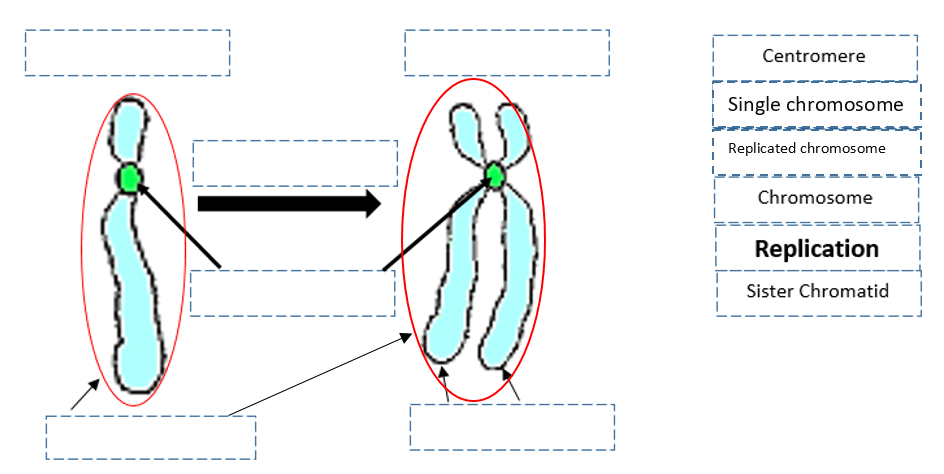 Centromere
Single chromosome
Replicated chromosome
Chromosome
Replication
Sister Chromatid